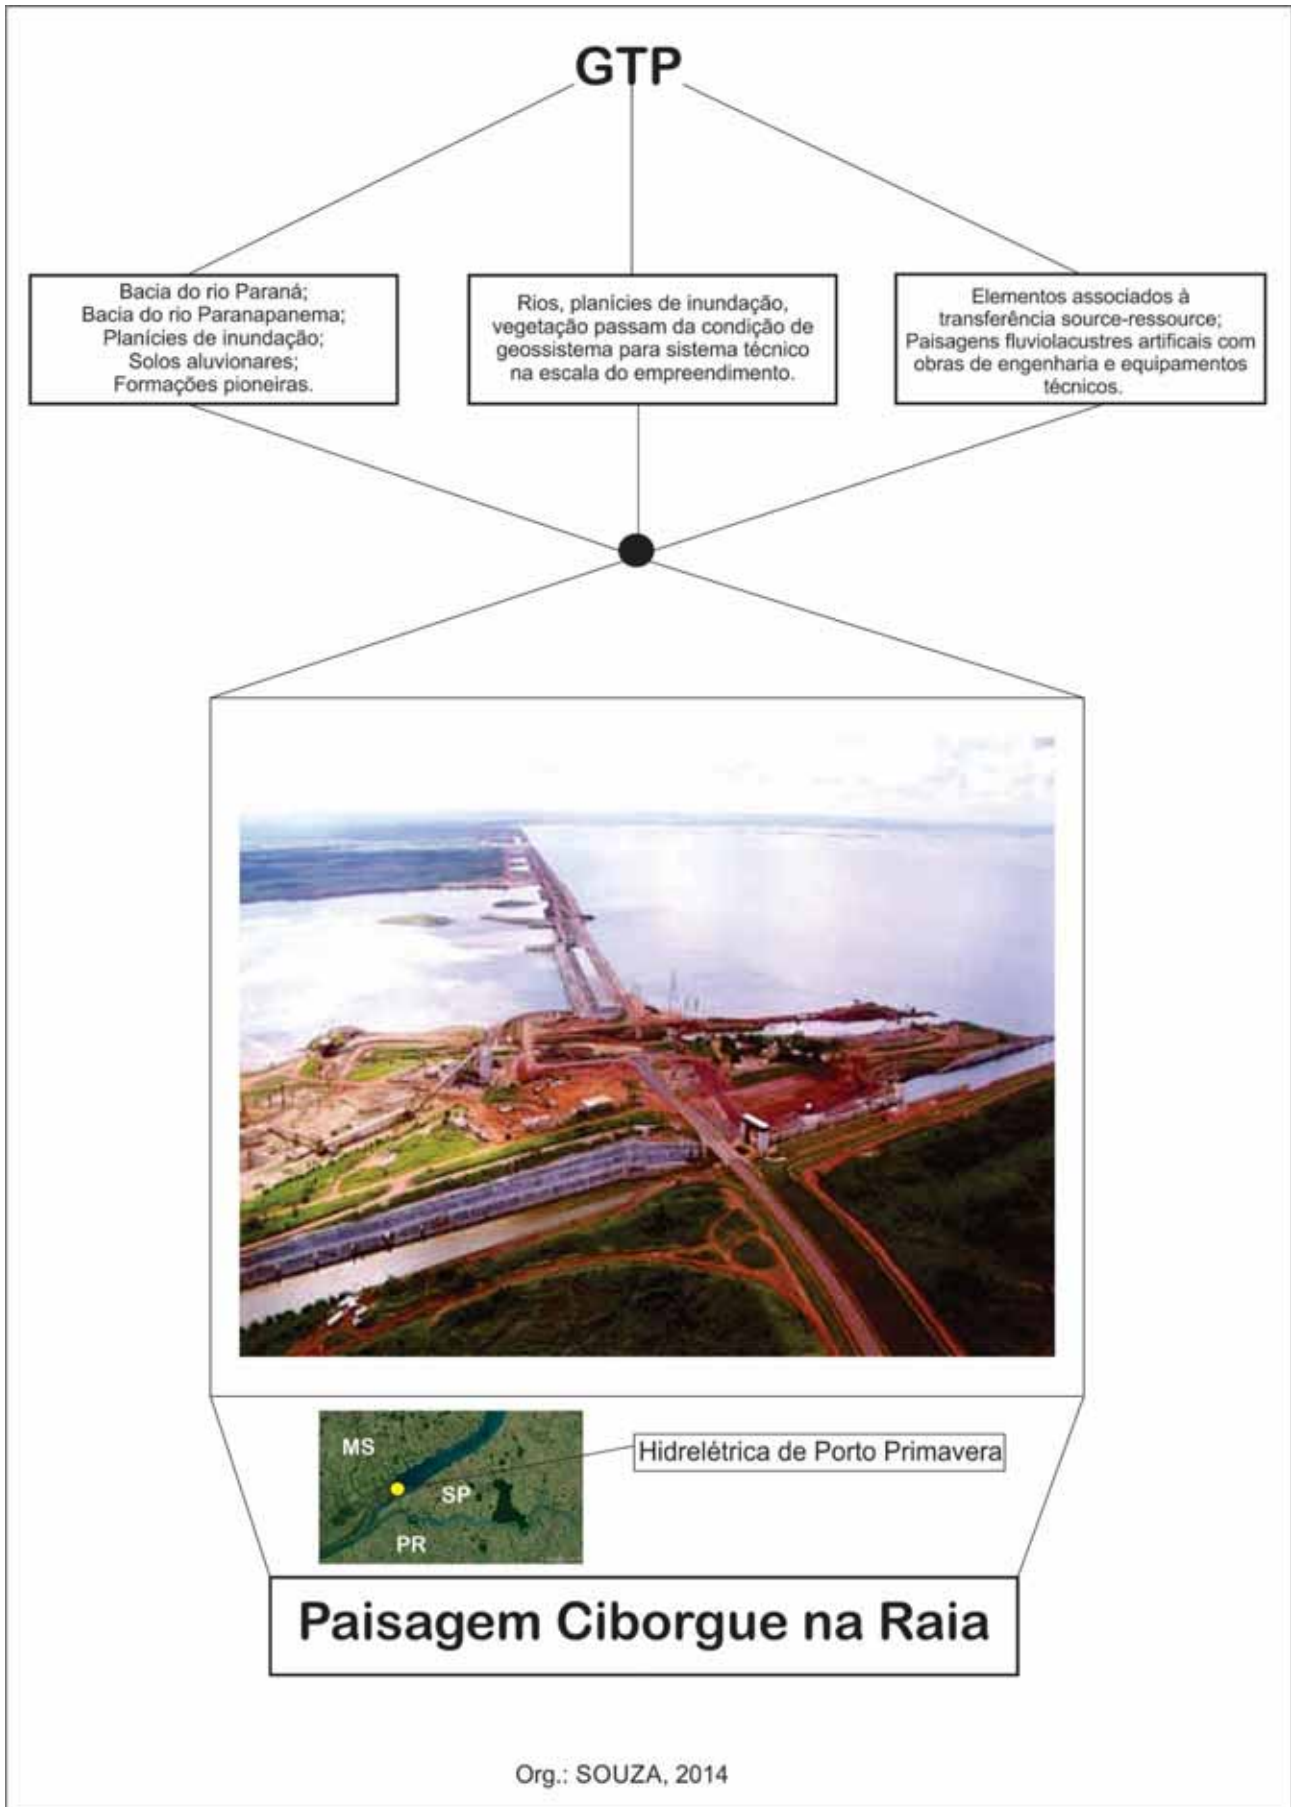 GTP
Bacia do rio Paraná;
Bacia do rio Paranapanema;
Planícies de inundação;
Solos aluvionares;
Formações pioneiras.
Rios, planícies de inundação,
vegetação passam da condição de
geossistema para sistema técnico
na escala do empreendimento.
Elementos associados à
transferência source-ressource;
Paisagens fluviolacustres artificais com
obras de engenharia e equipamentos
técnicos.
MS
SP
PR
Hidrelétrica de Porto Primavera
Paisagem Ciborgue na Raia
Org.: SOUZA, 2014